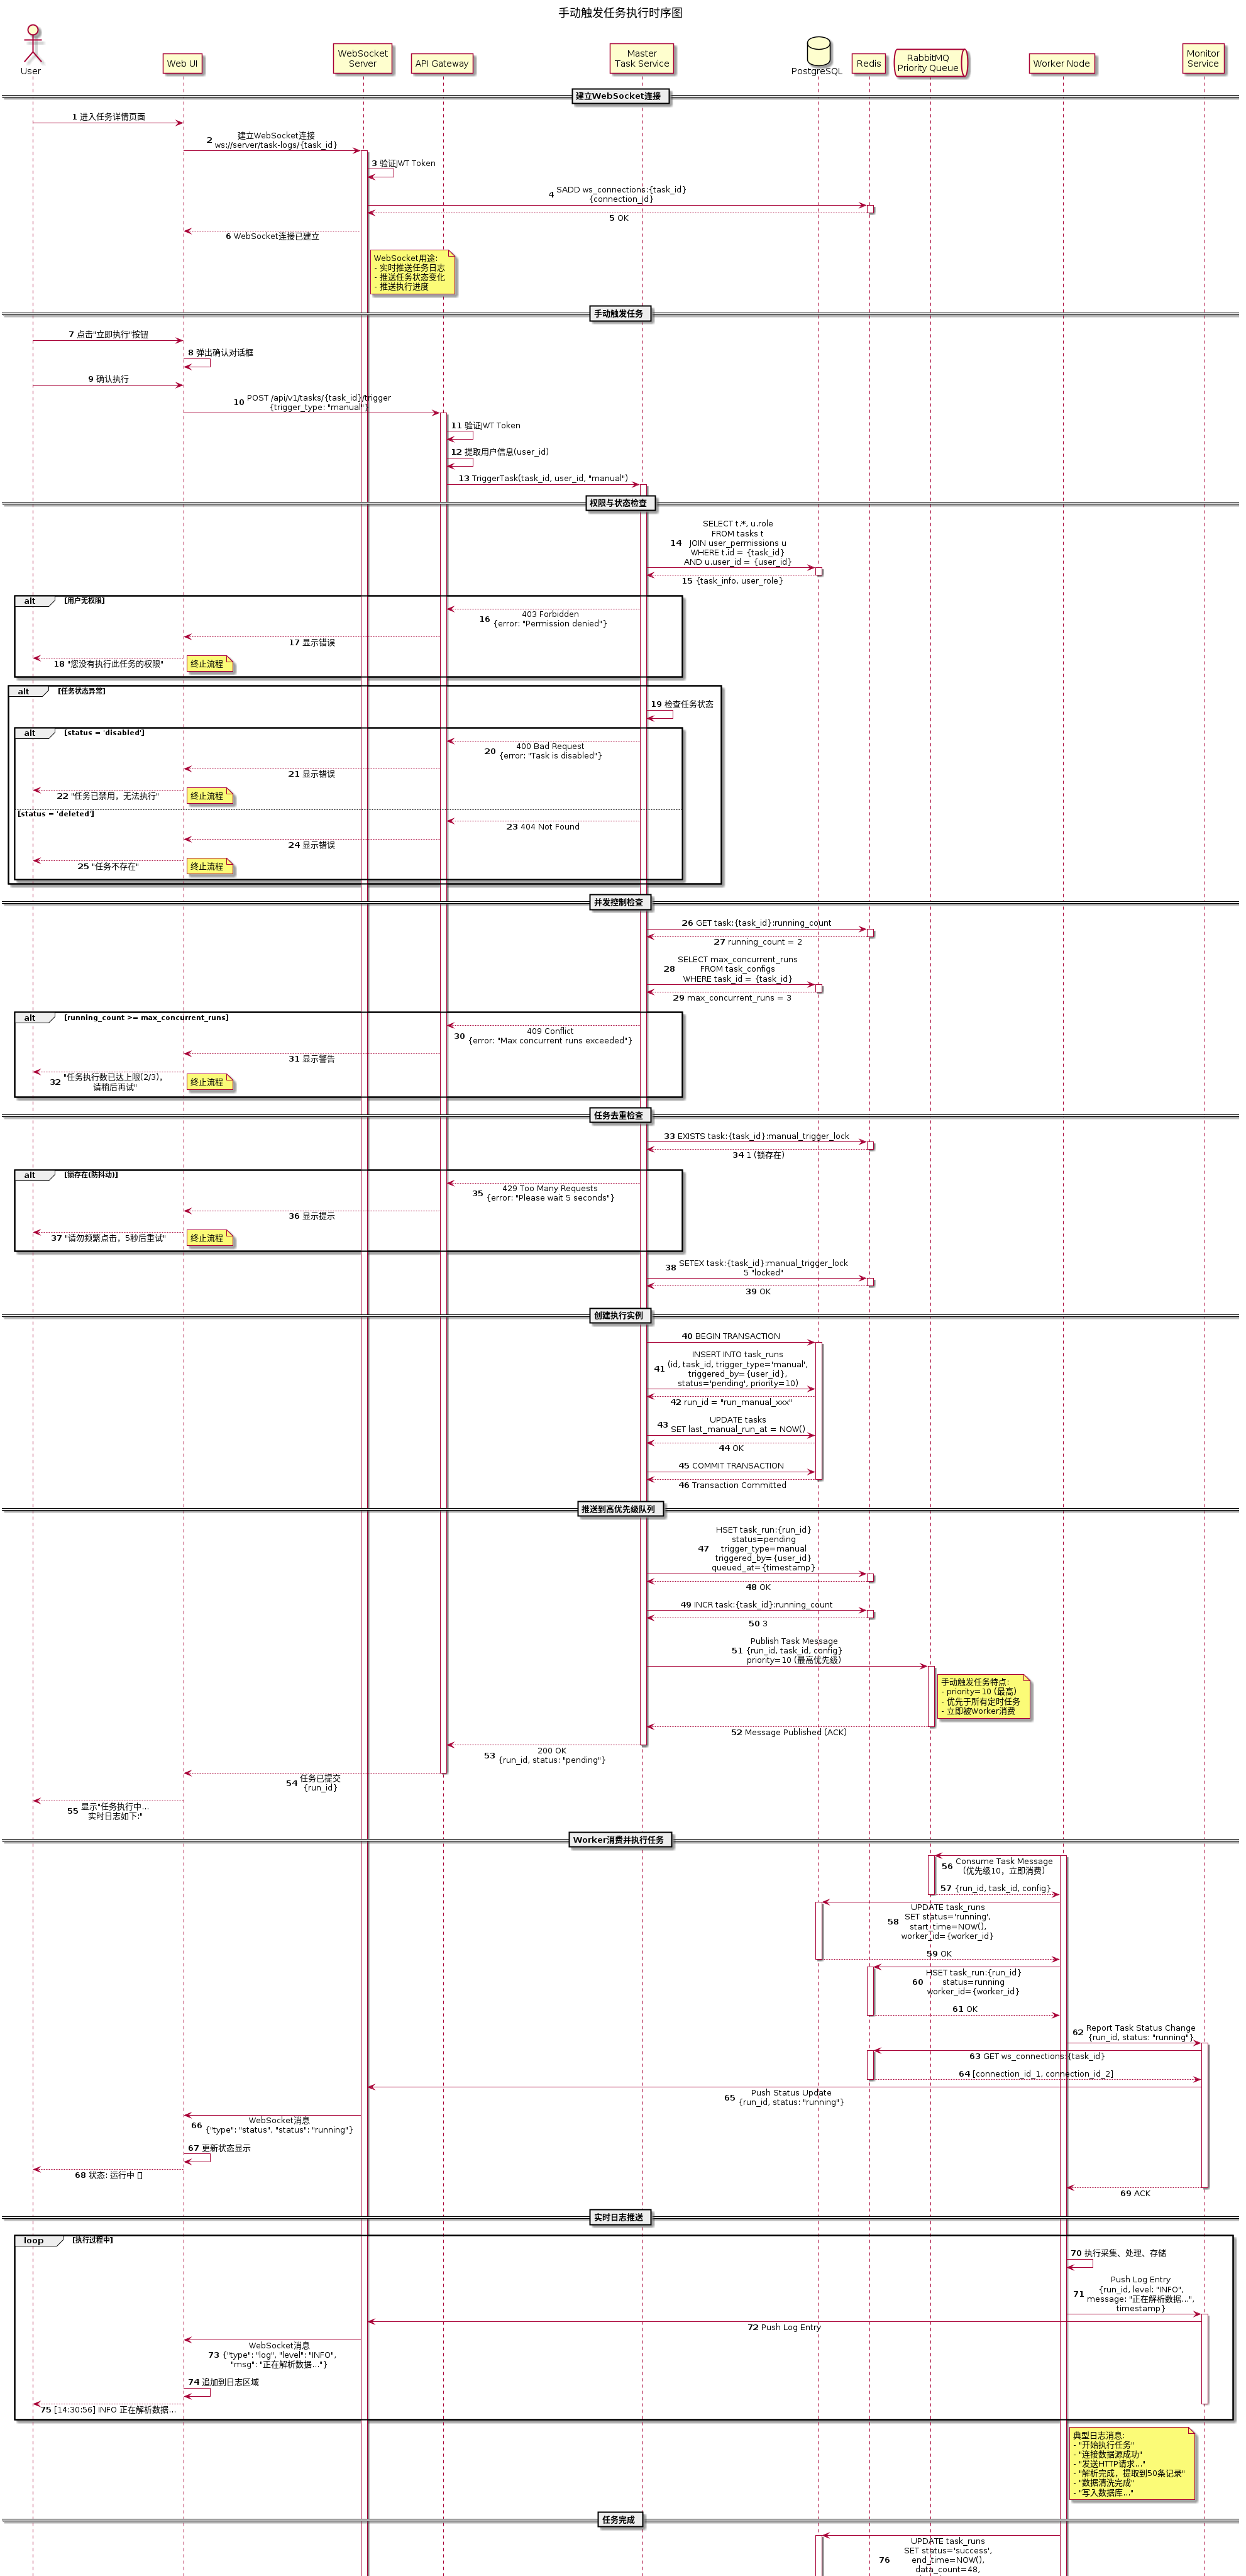 手动触发任务执行时序图
User
Web UI
WebSocket
Server
API Gateway
Master
Task Service
PostgreSQL
Redis
RabbitMQ
Priority Queue
Worker Node
Monitor
Service
建立WebSocket连接
1 进入任务详情页面
2 建立WebSocket连接
ws://server/task-logs/{task_id}
3 验证JWT Token
4 SADD ws_connections:{task_id}
{connection_id}
5 OK
6 WebSocket连接已建立
WebSocket用途:
- 实时推送任务日志
- 推送任务状态变化
- 推送执行进度
手动触发任务
7 点击"立即执行"按钮
8 弹出确认对话框
9 确认执行
10 POST /api/v1/tasks/{task_id}/trigger
{trigger_type: "manual"}
11 验证JWT Token
12 提取用户信息(user_id)
13 TriggerTask(task_id, user_id, "manual")
权限与状态检查
14 SELECT t.*, u.role
FROM tasks t
JOIN user_permissions u
WHERE t.id = {task_id}
AND u.user_id = {user_id}
15 {task_info, user_role}
alt [用户无权限]
16 403 Forbidden
{error: "Permission denied"}
17 显示错误
18 "您没有执行此任务的权限"
终止流程
alt [任务状态异常]
19 检查任务状态
alt [status = 'disabled']
20 400 Bad Request
{error: "Task is disabled"}
21 显示错误
22 "任务已禁用，无法执行"
终止流程
[status = 'deleted']
23 404 Not Found
24 显示错误
25 "任务不存在"
终止流程
并发控制检查
26 GET task:{task_id}:running_count
27 running_count = 2
28 SELECT max_concurrent_runs
FROM task_configs
WHERE task_id = {task_id}
29 max_concurrent_runs = 3
alt [running_count >= max_concurrent_runs]
30 409 Conflict
{error: "Max concurrent runs exceeded"}
31 显示警告
32 "任务执行数已达上限(2/3)，
请稍后再试"
终止流程
任务去重检查
33 EXISTS task:{task_id}:manual_trigger_lock
34 1 (锁存在)
alt [锁存在(防抖动)]
35 429 Too Many Requests
{error: "Please wait 5 seconds"}
36 显示提示
37 "请勿频繁点击，5秒后重试"
终止流程
38 SETEX task:{task_id}:manual_trigger_lock
5 "locked"
39 OK
创建执行实例
40 BEGIN TRANSACTION
41 INSERT INTO task_runs
(id, task_id, trigger_type='manual',
triggered_by={user_id},
status='pending', priority=10)
42 run_id = "run_manual_xxx"
43 UPDATE tasks
SET last_manual_run_at = NOW()
44 OK
45 COMMIT TRANSACTION
46 Transaction Committed
推送到高优先级队列
47 HSET task_run:{run_id}
status=pending
trigger_type=manual
triggered_by={user_id}
queued_at={timestamp}
48 OK
49 INCR task:{task_id}:running_count
50 3
51 Publish Task Message
{run_id, task_id, config}
priority=10 (最高优先级)
手动触发任务特点:
- priority=10 (最高)
- 优先于所有定时任务
- 立即被Worker消费
52 Message Published (ACK)
53 200 OK
{run_id, status: "pending"}
54 任务已提交
{run_id}
55 显示"任务执行中...
实时日志如下:"
Worker消费并执行任务
56 Consume Task Message
(优先级10，立即消费)
57 {run_id, task_id, config}
58 UPDATE task_runs
SET status='running',
start_time=NOW(),
worker_id={worker_id}
59 OK
60 HSET task_run:{run_id}
status=running
worker_id={worker_id}
61 OK
62 Report Task Status Change
{run_id, status: "running"}
63 GET ws_connections:{task_id}
64 [connection_id_1, connection_id_2]
65 Push Status Update
{run_id, status: "running"}
66 WebSocket消息
{"type": "status", "status": "running"}
67 更新状态显示
68 状态: 运行中
69 ACK
实时日志推送
loop [执行过程中]
70 执行采集、处理、存储
71 Push Log Entry
{run_id, level: "INFO",
message: "正在解析数据...",
timestamp}
72 Push Log Entry
73 WebSocket消息
{"type": "log", "level": "INFO",
"msg": "正在解析数据..."}
74 追加到日志区域
75 [14:30:56] INFO 正在解析数据...
典型日志消息:
- "开始执行任务"
- "连接数据源成功"
- "发送HTTP请求..."
- "解析完成，提取到50条记录"
- "数据清洗完成"
- "写入数据库..."
任务完成
76 UPDATE task_runs
SET status='success',
end_time=NOW(),
data_count=48,